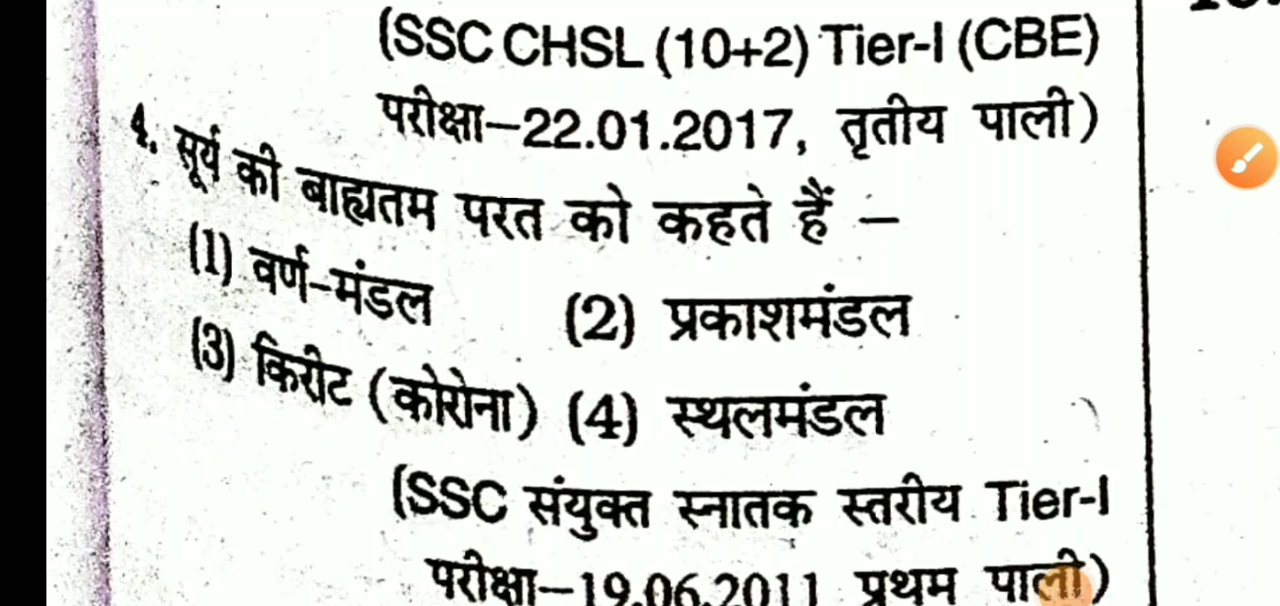 (SSC CHSL (10+2) Tier-I (CBE)
परीक्षा–22.01.2017, तृतीय पाली)
4. सूर्य की बाह्यतम परत को कहते हैं –
(1) वर्ण-मंडल (2) प्रकाशमंडल
(3) किरीट (कोरोना) (4) स्थलमंडल
(SSC संयुक्त स्नातक स्तरीय Tier-I
परीक्षा–19.06.2011 प्रथम पाली)